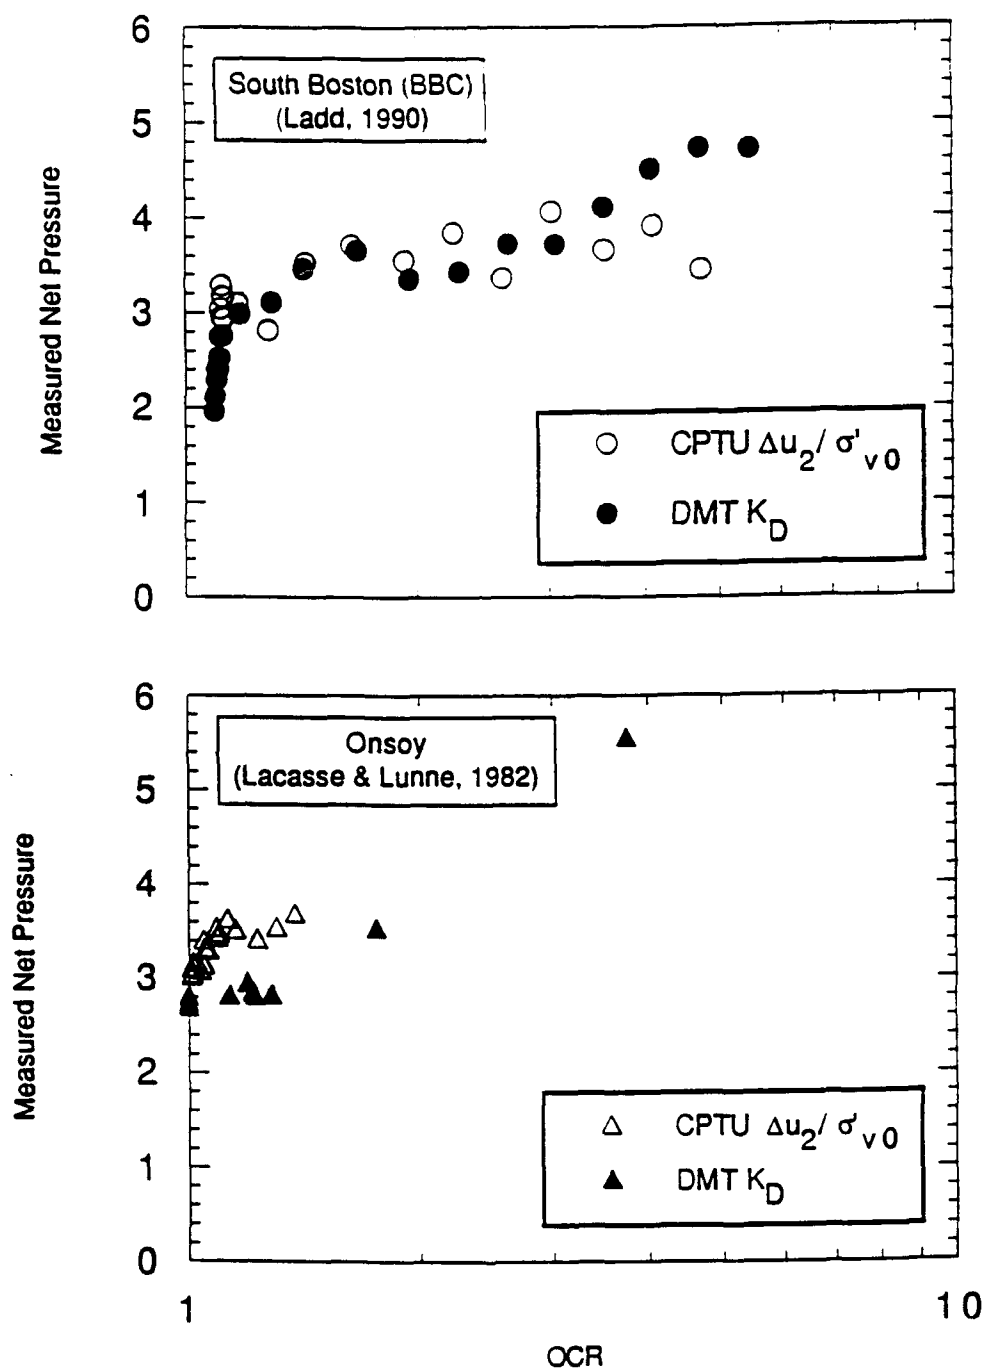 6
5
4
3
2
1
0
Measured Net Pressure
South Boston (BBC)
(Ladd, 1990)
CPTU Δu2/ σ'v0
DMT KD
6
5
4
3
2
1
0
Measured Net Pressure
Onsoy
(Lacasse & Lunne, 1982)
CPTU Δu2/ σ'v0
DMT KD
1 10
OCR